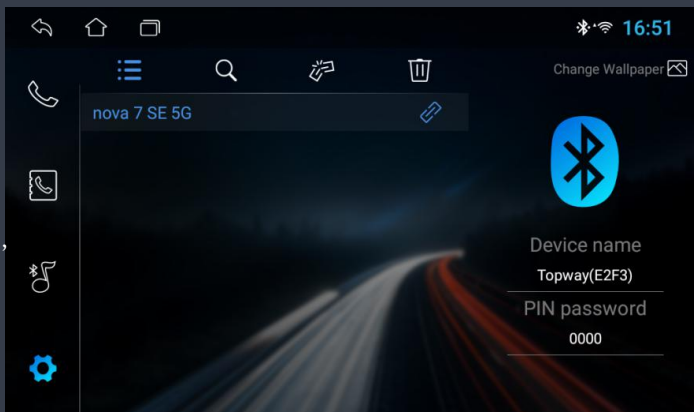 16:51
Change Wallpaper
nova 7 SE 5G
Device name
Topway(E2F3)
PIN password
0000